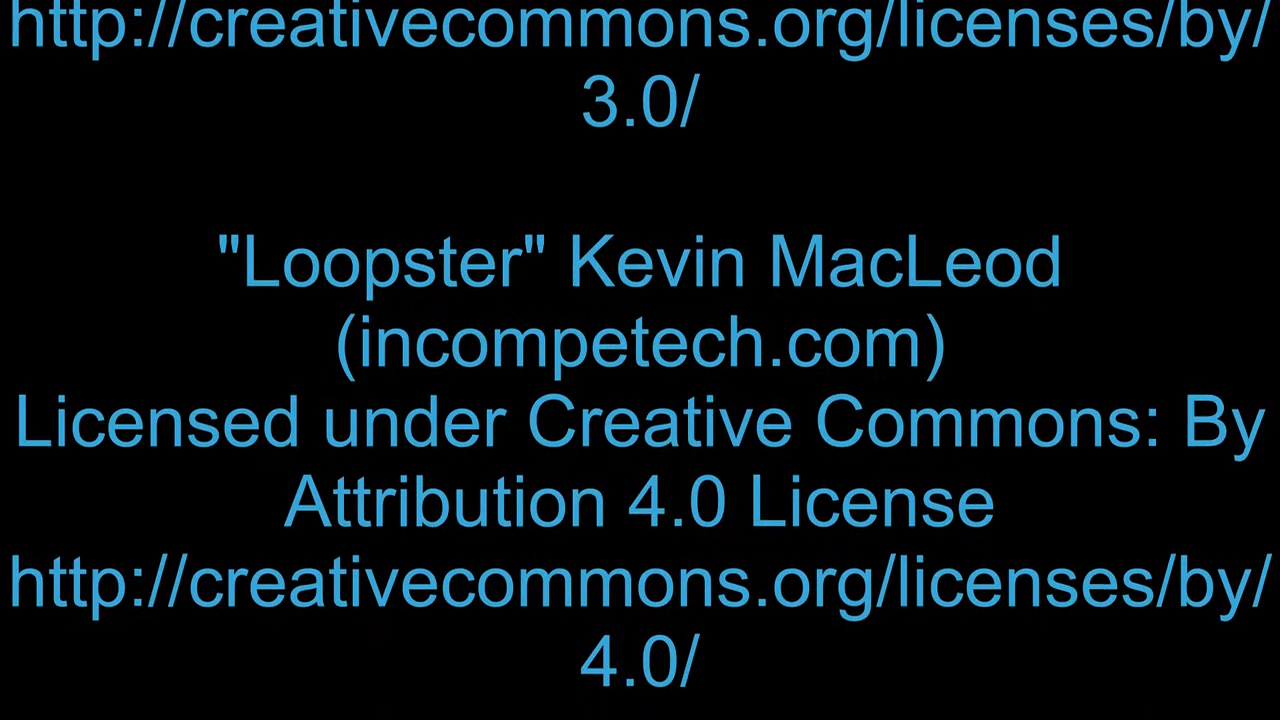 http://creativecommons.org/licenses/by/
3.0/
"Loopster" Kevin MacLeod
(incompetech.com)
Licensed under Creative Commons: By
Attribution 4.0 License
http://creativecommons.org/licenses/by/
4.0/